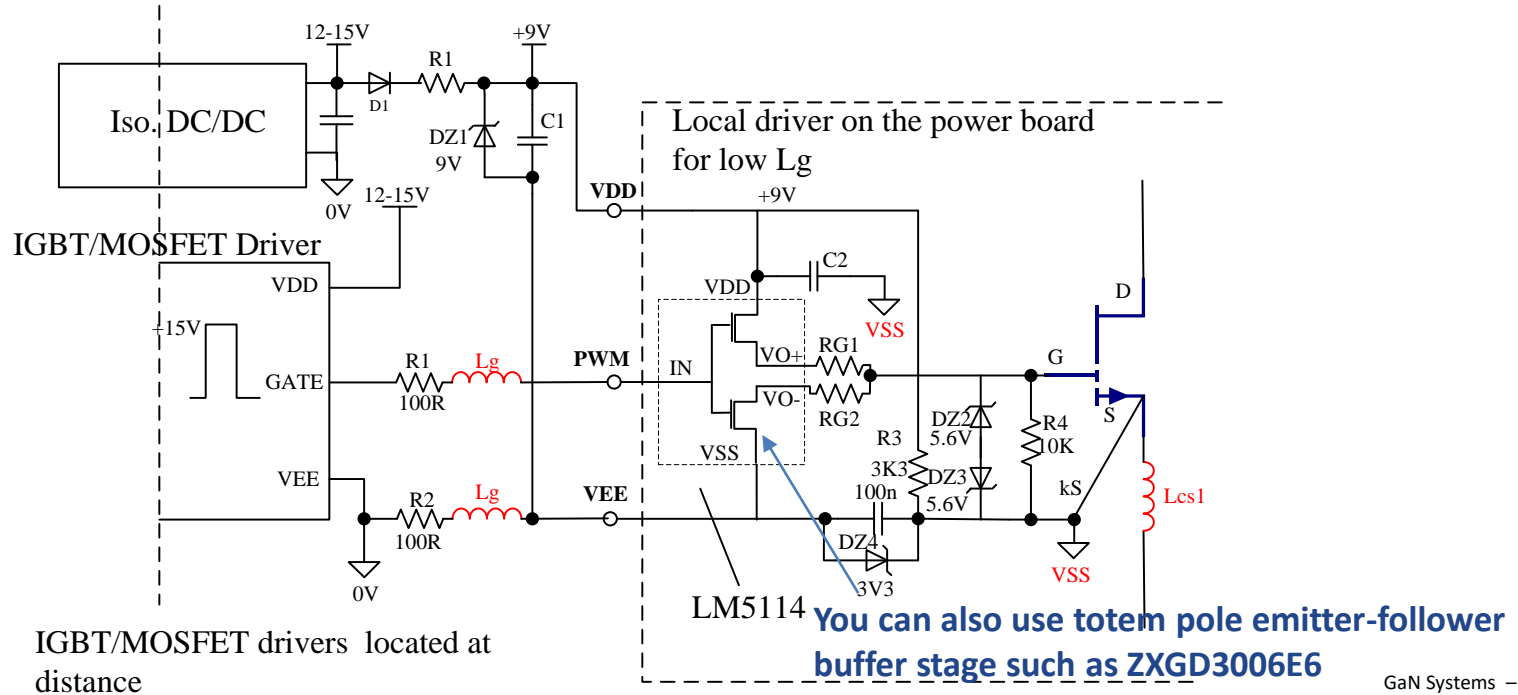 12-15V
+9V
R1
D1
Iso. DC/DC
DZ1
9V
C1
0V
Local driver on the power board
for low Lg
VDD
+9V
12-15V
IGBT/MOSFET Driver
VDD
C2
VDD
VSS
D
+15V
R1
Lg
PWM
IN
VO+
RG1
G
GATE
100R
VO-
RG2
S
DZ2
5.6V
R4
10K
VSS
R3
3K3
DZ3
5.6V
VEE
R2
Lg
VEE
100n
kS
Lcs1
100R
DZ4
3V3
VSS
0V
LM5114
You can also use totem pole emitter-follower
buffer stage such as ZXGD3006E6
IGBT/MOSFET drivers located at
distance
GaN Systems –